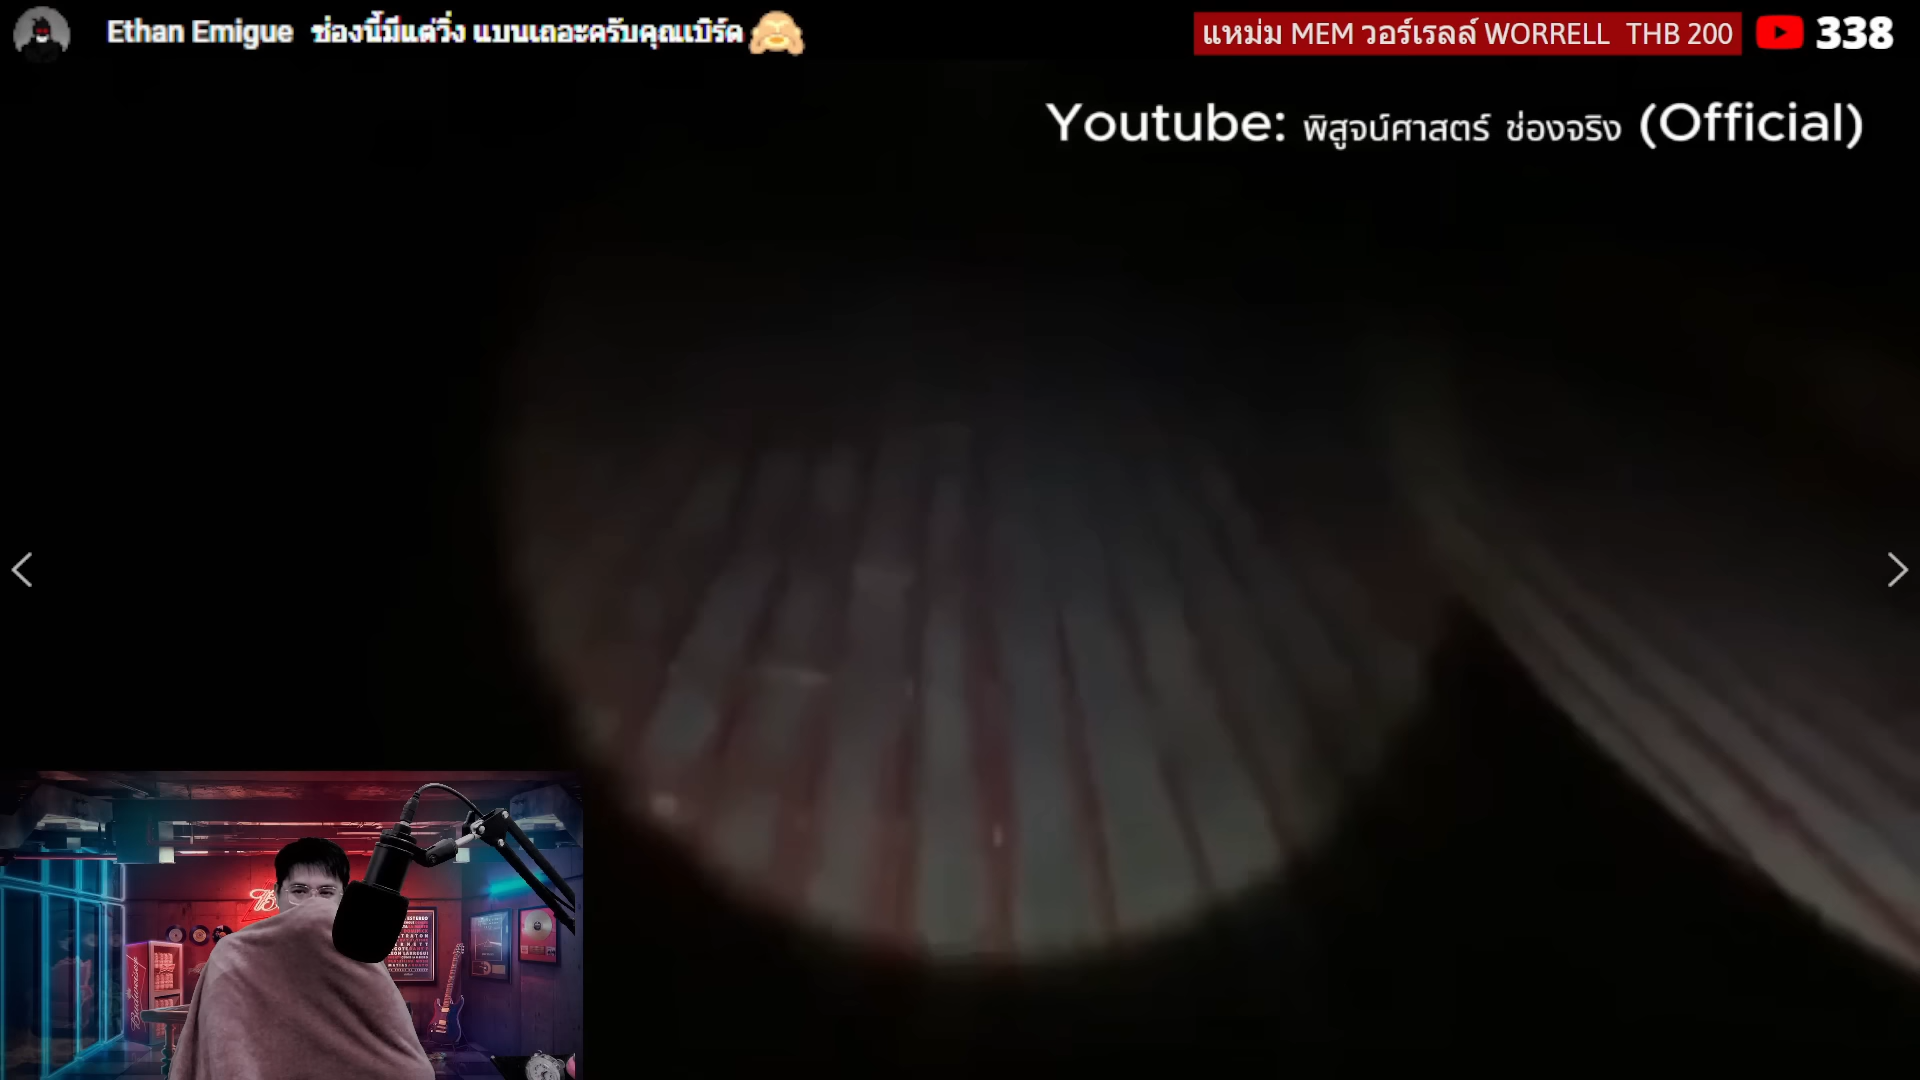 Ethan Emigue ช่องนี้มีแต่วิ่ง แบนเถอะครับคุณเบิร์ด
แหม่ม MEM วอร์เรลล์ WORRELL THB 200
338
Youtube: พิสูจน์ศาสตร์ ช่องจริง (Official)
Budweiser